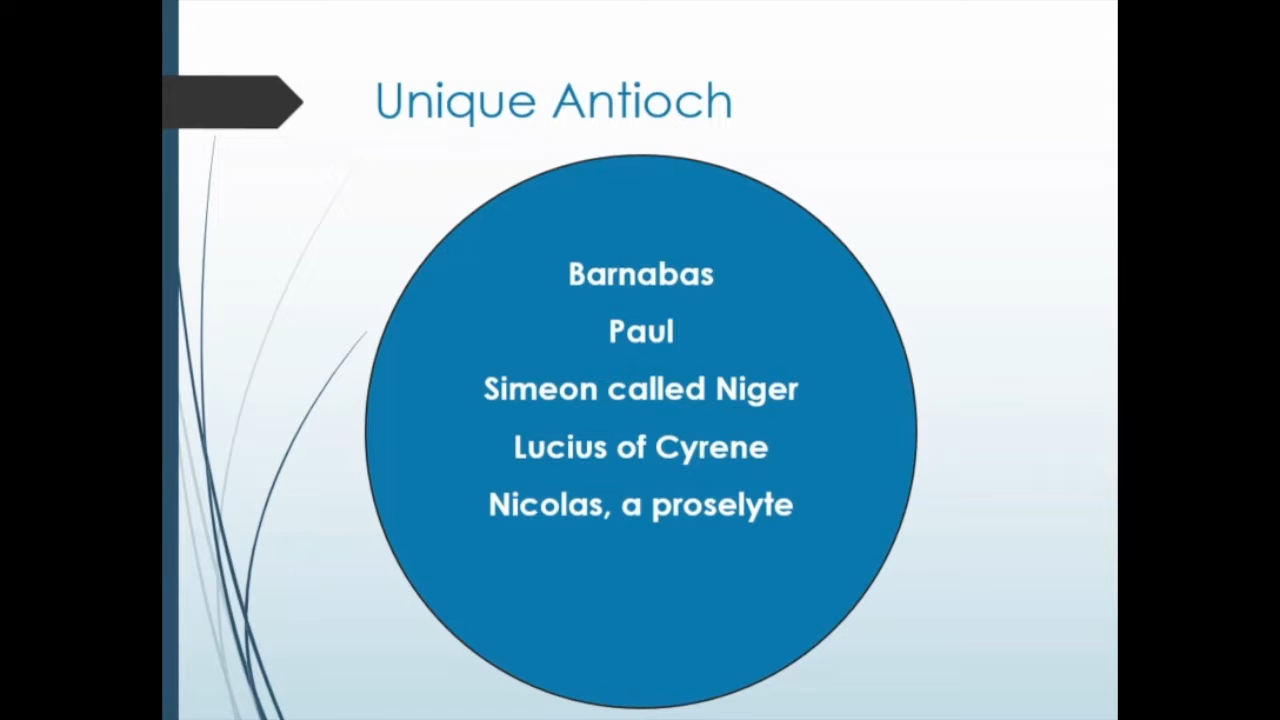 Unique Antioch
Barnabas
Paul
Simeon called Niger
Lucius of Cyrene
Nicolas, a proselyte